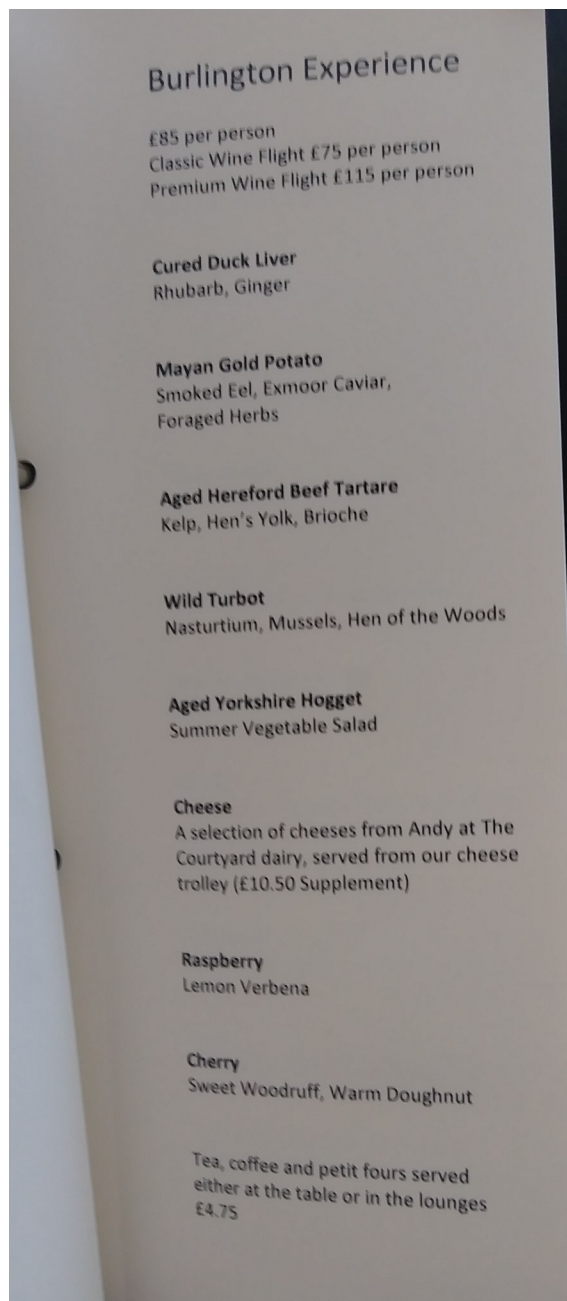 Burlington Experience
£85 per person
Classic Wine Flight £75 per person
Premium Wine Flight £115 per person
Cured Duck Liver
Rhubarb, Ginger
Mayan Gold Potato
Smoked Eel, Exmoor Caviar,
Foraged Herbs
Aged Hereford Beef Tartare
Kelp, Hen's Yolk, Brioche
Wild Turbot
Nasturtium, Mussels, Hen of the Woods
Aged Yorkshire Hogget
Summer Vegetable Salad
Cheese
A selection of cheeses from Andy at The
Courtyard dairy, served from our cheese
trolley (£10.50 Supplement)
Raspberry
Lemon Verbena
Cherry
Sweet Woodruff, Warm Doughnut
Tea, coffee and petit fours served
either at the table or in the lounges
£4.75